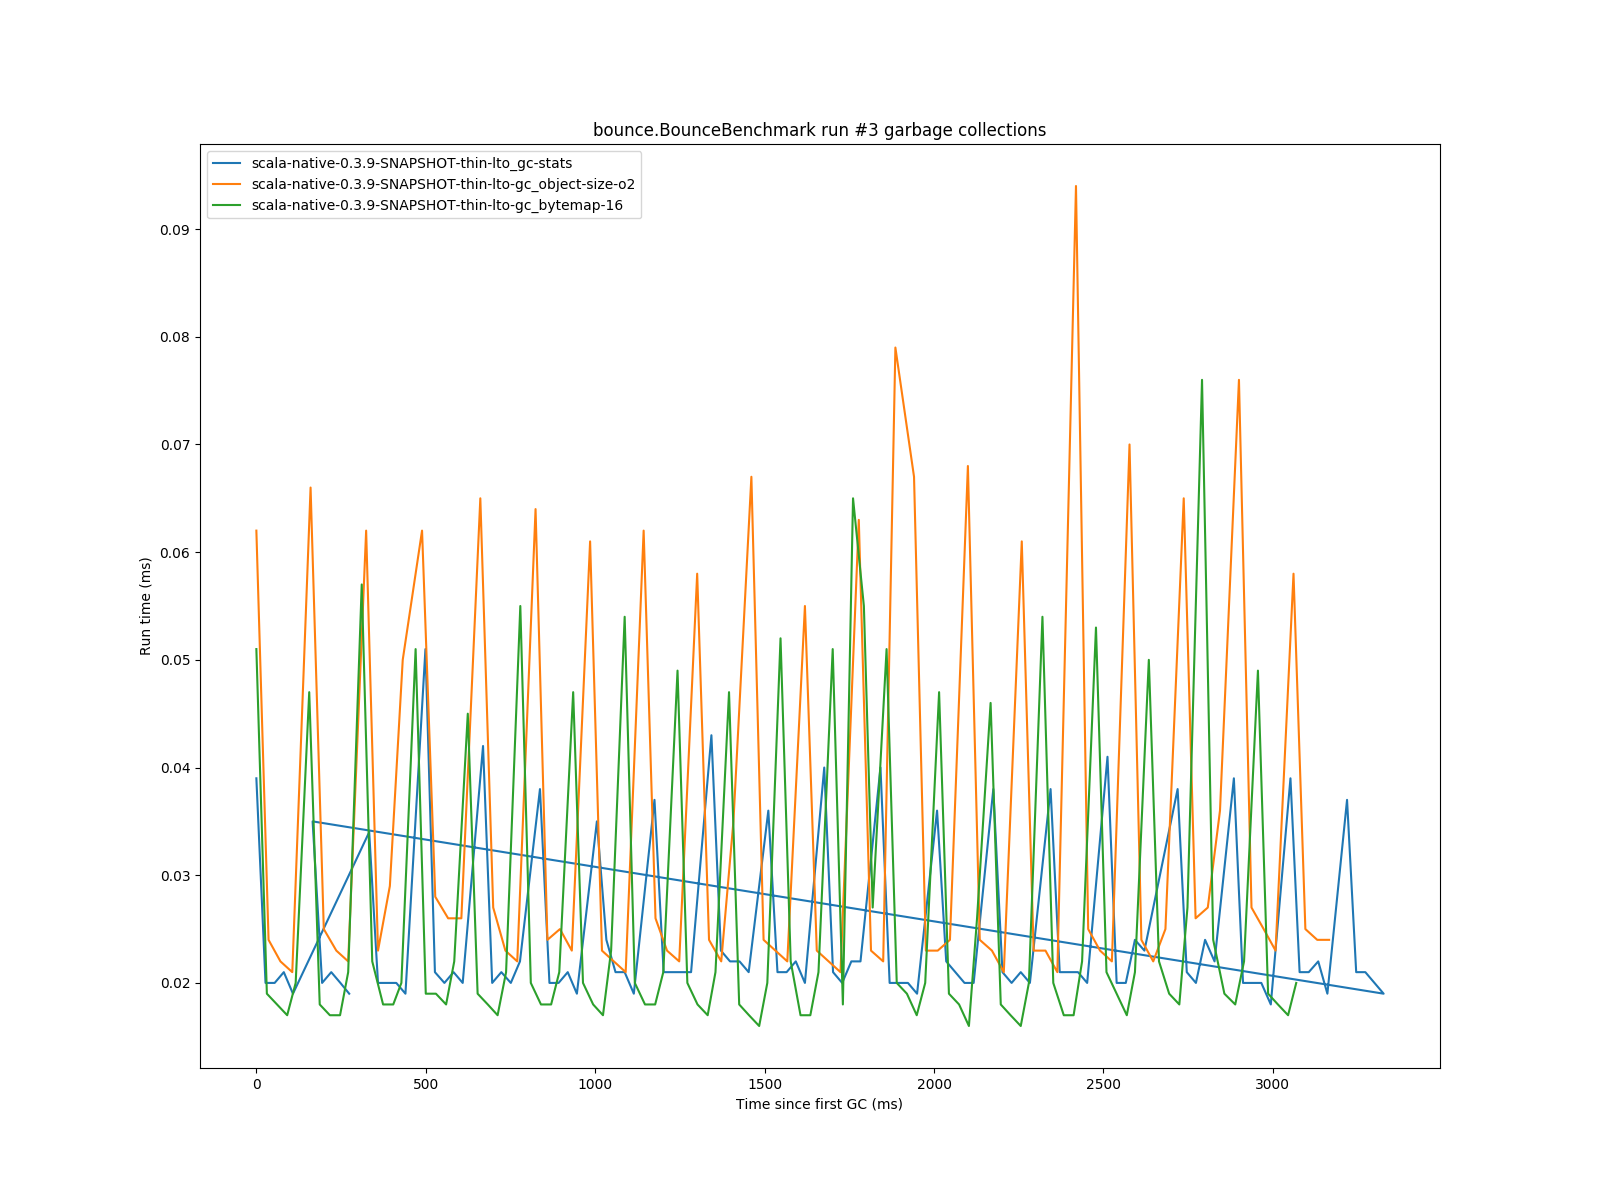 bounce.BounceBenchmark run #3 garbage collections
scala-native-0.3.9-SNAPSHOT-thin-lto_gc-stats
scala-native-0.3.9-SNAPSHOT-thin-lto-gc_object-size-o2
scala-native-0.3.9-SNAPSHOT-thin-lto-gc_bytemap-16
0.09
0.08
0.07
0.06
0.05
0.04
0.03
0.02
Run time (ms)
0 500 1000 1500 2000 2500 3000
Time since first GC (ms)